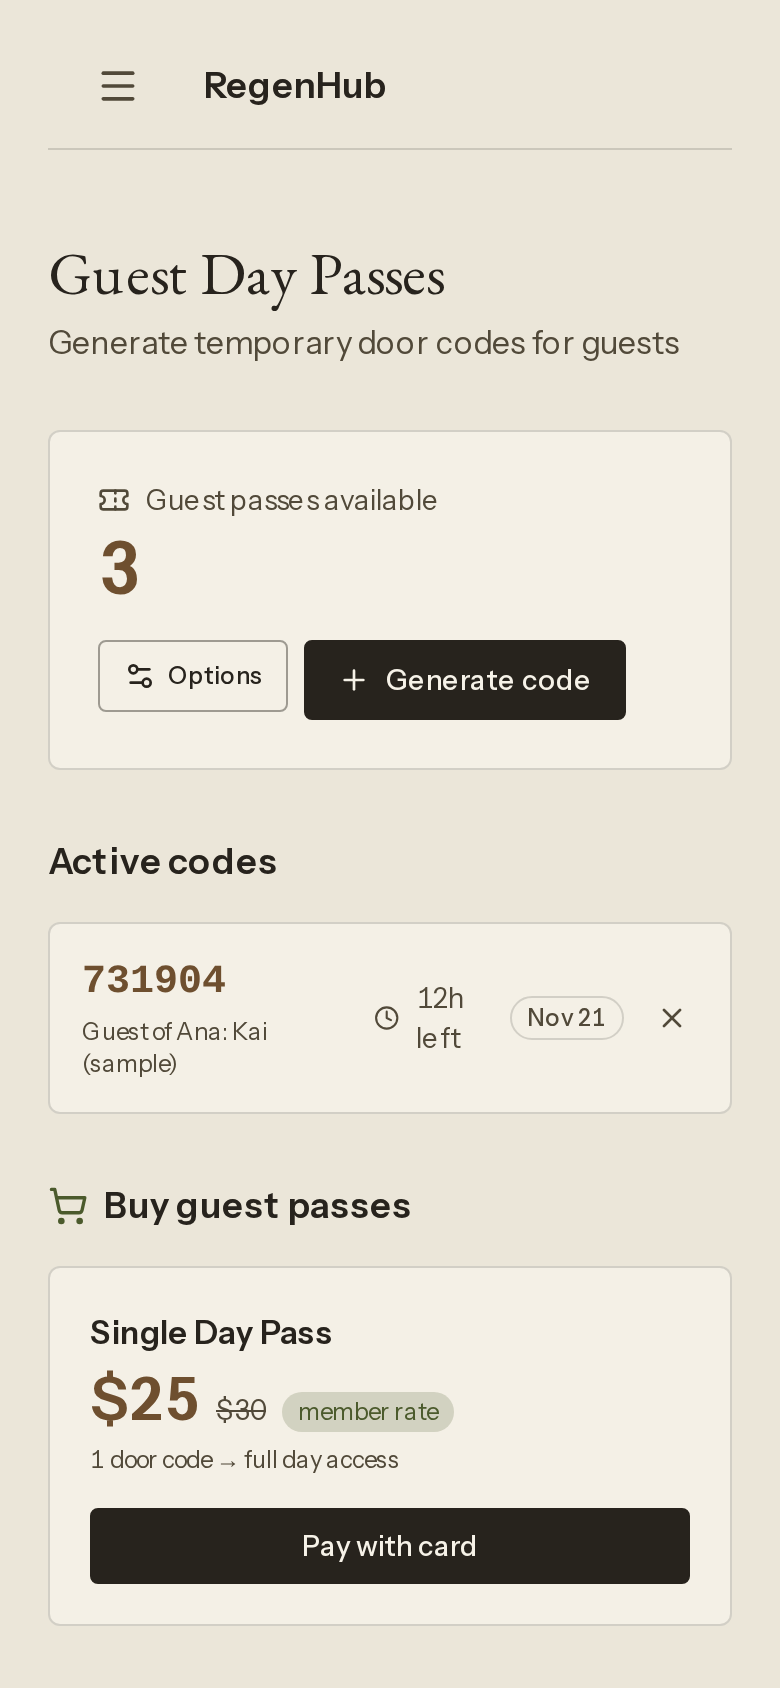 RegenHub
Guest Day Passes
Generate temporary door codes for guests
Guest passes available
3
Options
Generate code
Active codes
731904
Guest of Ana: Kai
(sample)
12h
left
Nov 21
Buy guest passes
Single Day Pass
$25 $30 member rate
1 door code → full day access
Pay with card